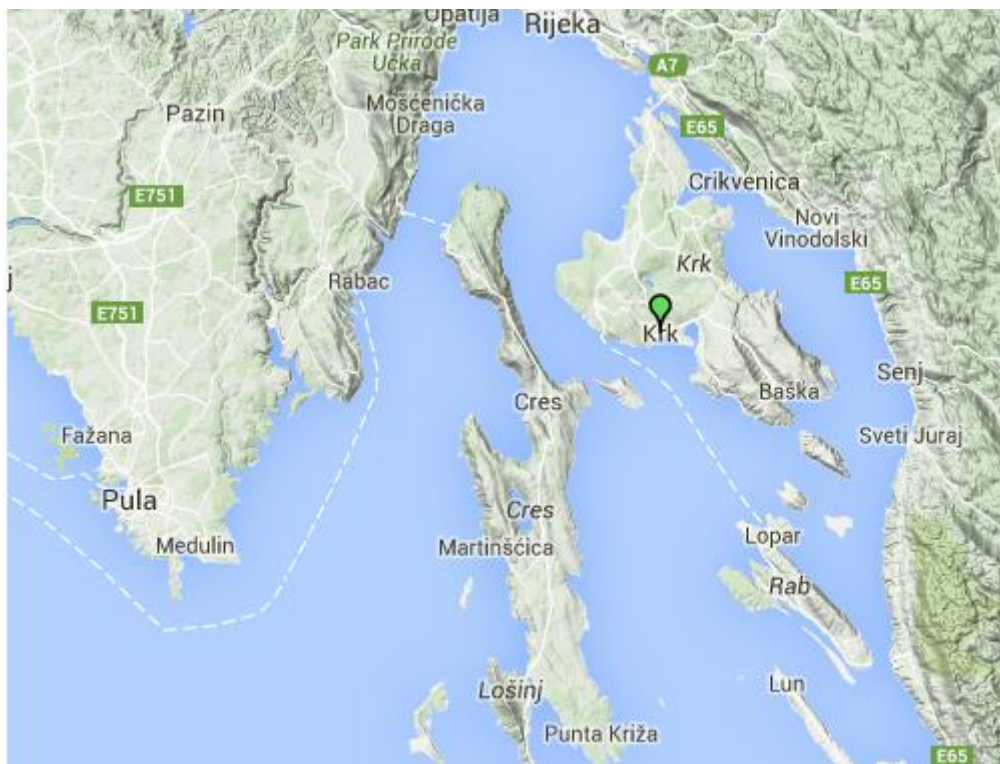 Opatija
Rijeka
Park Prirode
Učka
A7
Pazin
Mošćenička
Draga
E65
E751
Crikvenica
Novi
Vinodolski
Krk
j
Rabac
E65
E751
Krk
Senj
Baška
Cres
Fažana
Sveti Juraj
Pula
Cres
Medulin
Martinšćica
Lopar
Rab
Lošinj
Lun
Punta Križa
E65